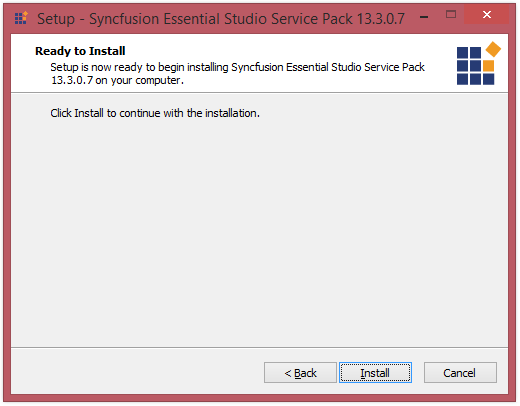 Setup - Syncfusion Essential Studio Service Pack 13.3.0.7
Ready to Install
Setup is now ready to begin installing Syncfusion Essential Studio Service Pack
13.3.0.7 on your computer.
Click Install to continue with the installation.
< Back
Install
Cancel